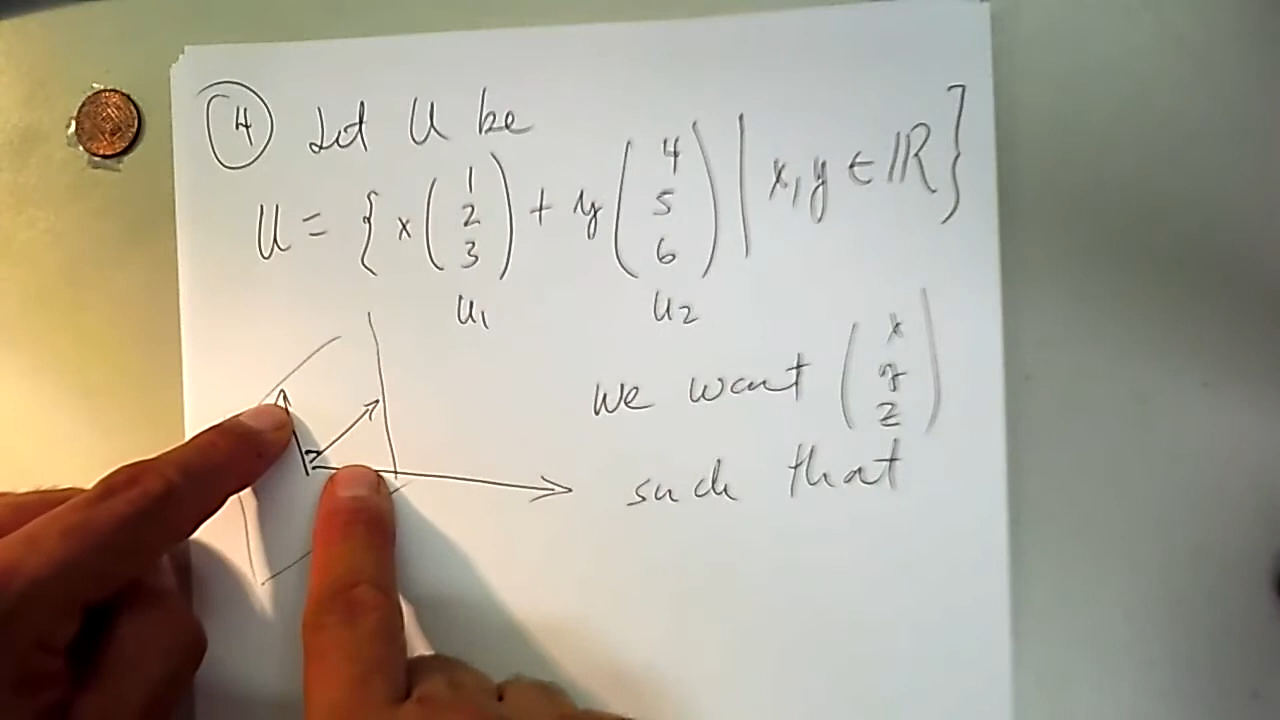 ④ Let U be
U = { x ( 1 2 3 ) + y ( 4 5 6 ) | x, y ∈ ℝ }
u₁ u₂
we want ( x y z )
such that